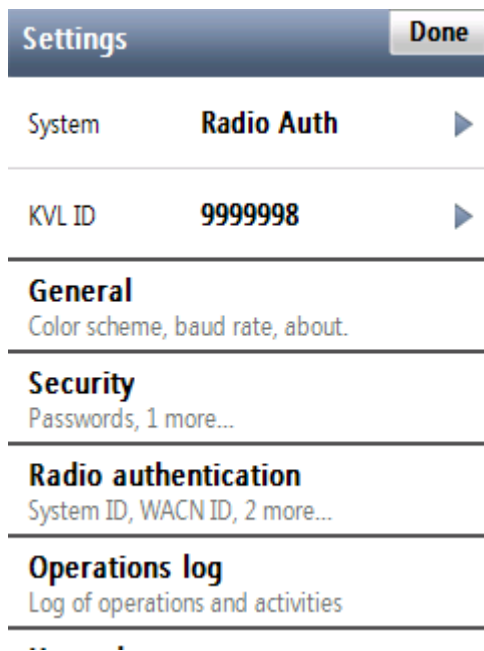 Settings
Done
System Radio Auth
KVL ID 9999998
General
Color scheme, baud rate, about.
Security
Passwords, 1 more...
Radio authentication
System ID, WACN ID, 2 more...
Operations log
Log of operations and activities